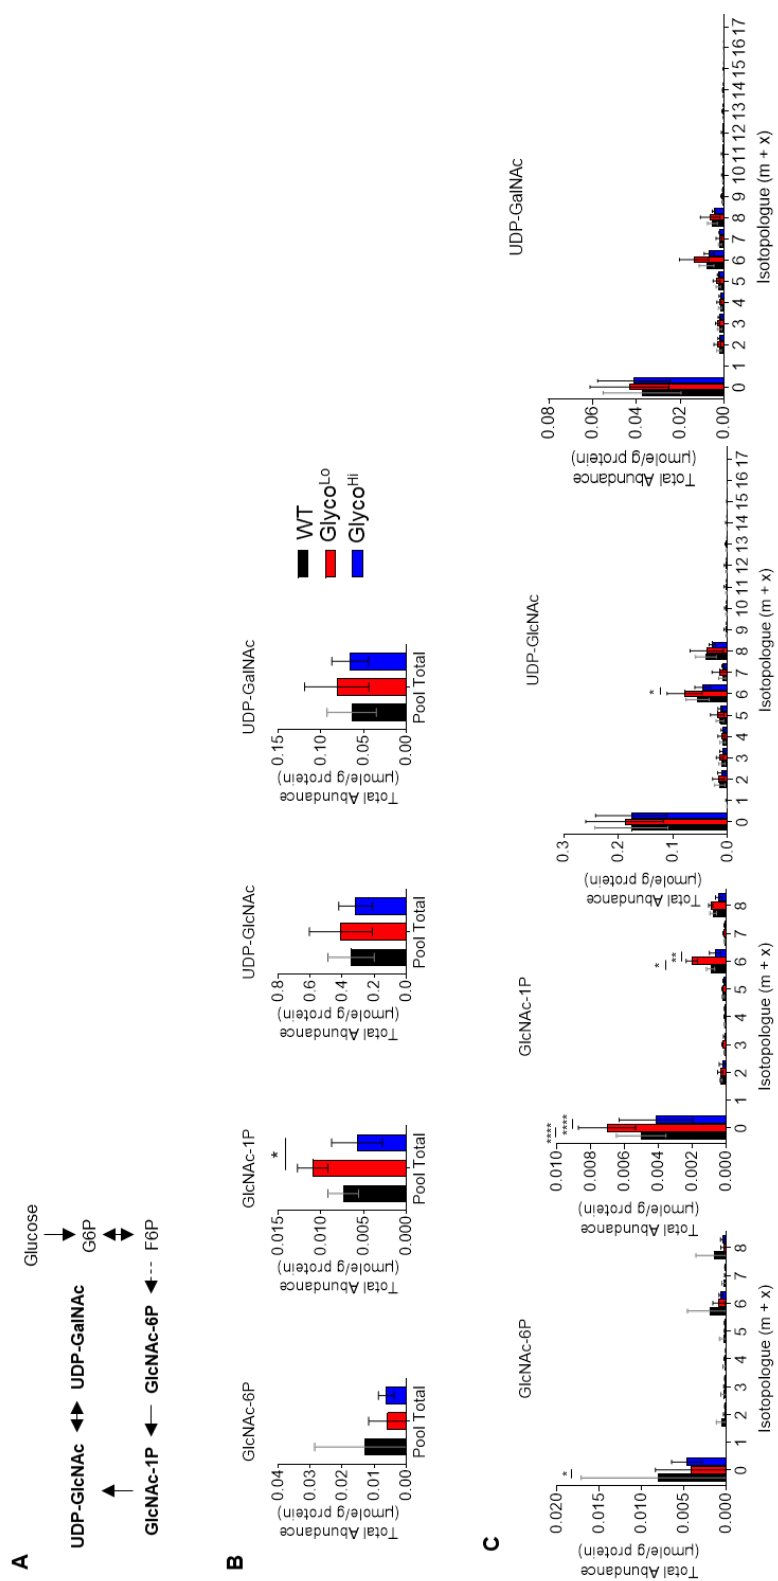 A
Glucose
UDP-GlcNAc
UDP-GalNAc
G6P
GlcNAc-1P
GlcNAc-6P
F6P
B
GlcNAc-6P
Total Abundance
(µmole/g protein)
0.04
0.03
0.02
0.01
0.00
Pool Total
GlcNAc-1P
Total Abundance
(µmole/g protein)
0.015
0.010
0.005
0.000
*
Pool Total
UDP-GlcNAc
Total Abundance
(µmole/g protein)
0.8
0.6
0.4
0.2
0.0
Pool Total
UDP-GalNAc
Total Abundance
(µmole/g protein)
0.15
0.10
0.05
0.00
Pool Total
WT
GlycoLo
GlycoHi
C
GlcNAc-6P
Total Abundance
(µmole/g protein)
0.020
0.015
0.010
0.005
0.000
*
0 1 2 3 4 5 6 7 8
Isotopologue (m + x)
GlcNAc-1P
Total Abundance
(µmole/g protein)
0.010
0.008
0.006
0.004
0.002
0.000
****
****
*
**
0 1 2 3 4 5 6 7 8
Isotopologue (m + x)
UDP-GlcNAc
Total Abundance
(µmole/g protein)
0.3
0.2
0.1
0.0
*
0 1 2 3 4 5 6 7 8 9 10 11 12 13 14 15 16 17
Isotopologue (m + x)
UDP-GalNAc
Total Abundance
(µmole/g protein)
0.08
0.06
0.04
0.02
0.00
0 1 2 3 4 5 6 7 8 9 10 11 12 13 14 15 16 17
Isotopologue (m + x)